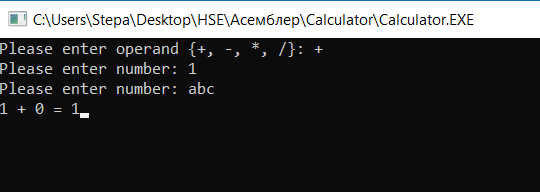 C:\Users\Stepa\Desktop\HSE\Асемблер\Calculator\Calculator.EXE
Please enter operand {+, -, *, /}: +
Please enter number: 1
Please enter number: abc
1 + 0 = 1